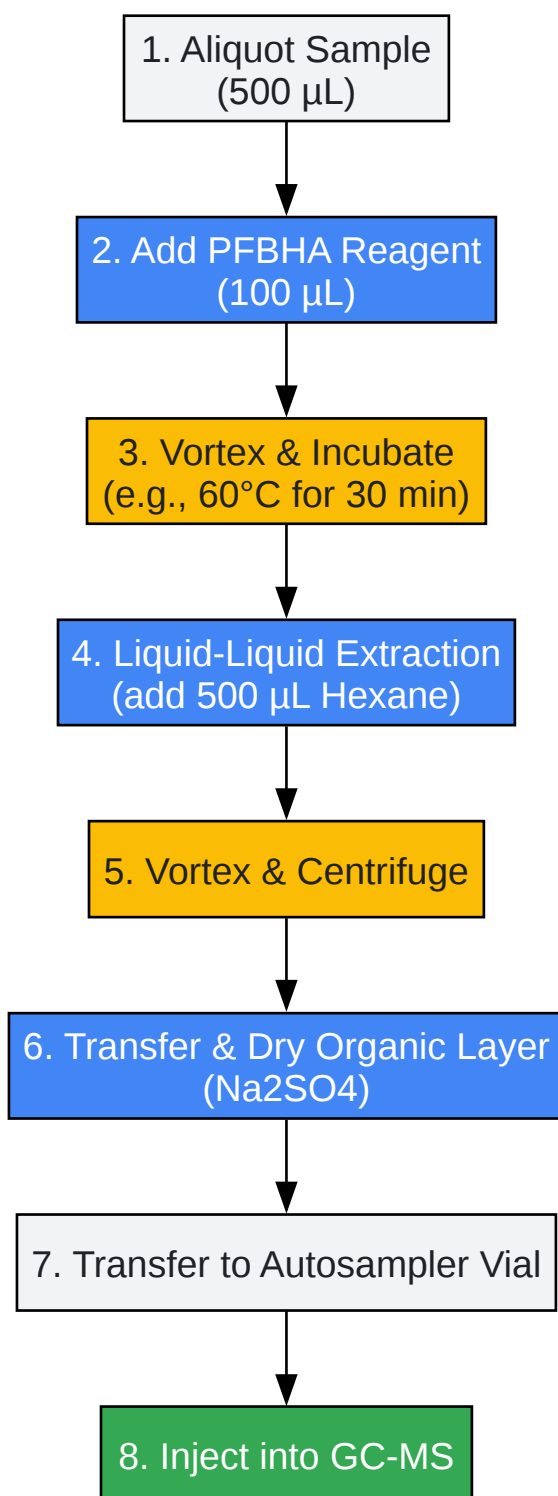 1. Aliquot Sample
(500 µL)
2. Add PFBHA Reagent
(100 µL)
3. Vortex & Incubate
(e.g., 60°C for 30 min)
4. Liquid-Liquid Extraction
(add 500 µL Hexane)
5. Vortex & Centrifuge
6. Transfer & Dry Organic Layer
(Na2SO4)
7. Transfer to Autosampler Vial
8. Inject into GC-MS